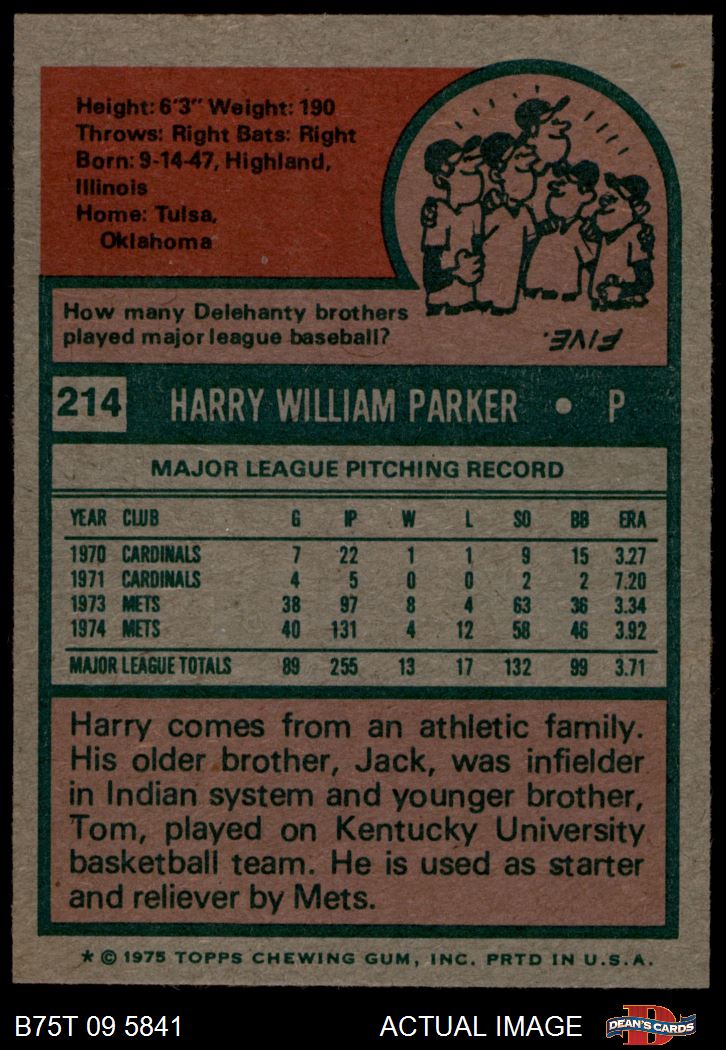 Height: 6'3" Weight: 190
Throws: Right Bats: Right
Born: 9-14-47, Highland,
Illinois
Home: Tulsa,
Oklahoma
How many Delehanty brothers
played major league baseball?
FIVE.
214 HARRY WILLIAM PARKER • P
MAJOR LEAGUE PITCHING RECORD
YEAR CLUB G IP W L SO BB ERA
1970 CARDINALS 7 22 1 1 9 15 3.27
1971 CARDINALS 4 5 0 0 2 2 7.20
1973 METS 38 97 8 4 63 36 3.34
1974 METS 40 131 4 12 58 46 3.92
MAJOR LEAGUE TOTALS 89 255 13 17 132 99 3.71
Harry comes from an athletic family.
His older brother, Jack, was infielder
in Indian system and younger brother,
Tom, played on Kentucky University
basketball team. He is used as starter
and reliever by Mets.
* © 1975 TOPPS CHEWING GUM, INC. PRTD IN U.S.A.
B75T 09 5841 ACTUAL IMAGE DEAN'S CARDS